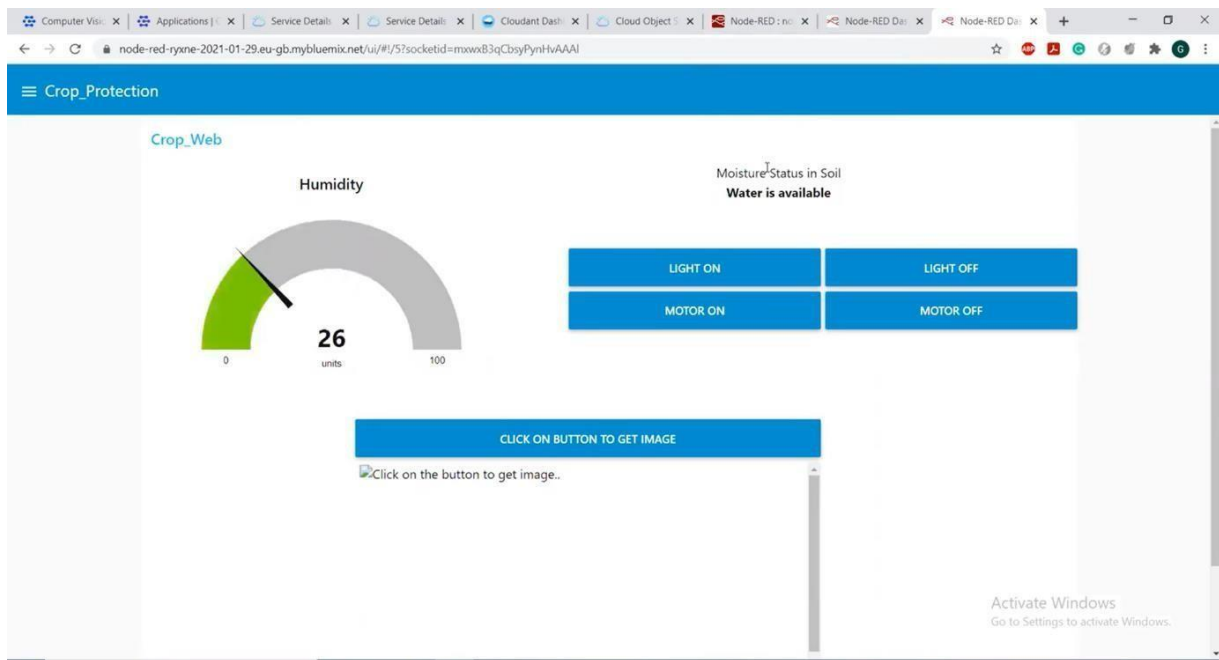 Computer Visi
Applications |
Service Details
Service Details
Cloudant Dash
Cloud Object S
Node-RED : no
Node-RED Das
Node-RED Da
node-red-ryxne-2021-01-29.eu-gb.mybluemix.net/ui/#!/5?socketid=mxwxB3qCbsyPynHvAAAl
ABP
G
Crop_Protection
Crop_Web
Humidity
26
units
0
100
Moisture Status in Soil
Water is available
LIGHT ON
LIGHT OFF
MOTOR ON
MOTOR OFF
CLICK ON BUTTON TO GET IMAGE
Click on the button to get image..
Activate Windows
Go to Settings to activate Windows.